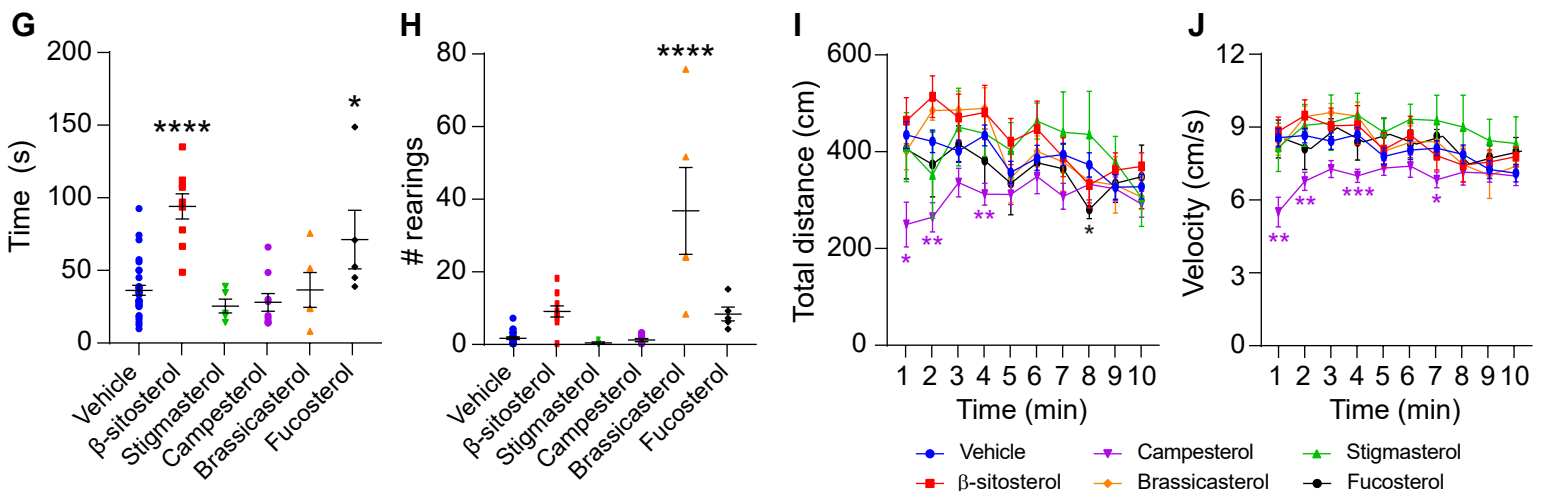 G
Time (s)
200
150
100
50
0
****
*
Vehicle
β-sitosterol
Stigmasterol
Campesterol
Brassicasterol
Fucosterol
H
# rearings
80
60
40
20
0
****
Vehicle
β-sitosterol
Stigmasterol
Campesterol
Brassicasterol
Fucosterol
I
Total distance (cm)
600
400
200
0
*
**
**
*
1 2 3 4 5 6 7 8 9 10
Time (min)
J
Velocity (cm/s)
12
9
6
3
0
**
**
***
*
1 2 3 4 5 6 7 8 9 10
Time (min)
Vehicle
Campesterol
Stigmasterol
β-sitosterol
Brassicasterol
Fucosterol